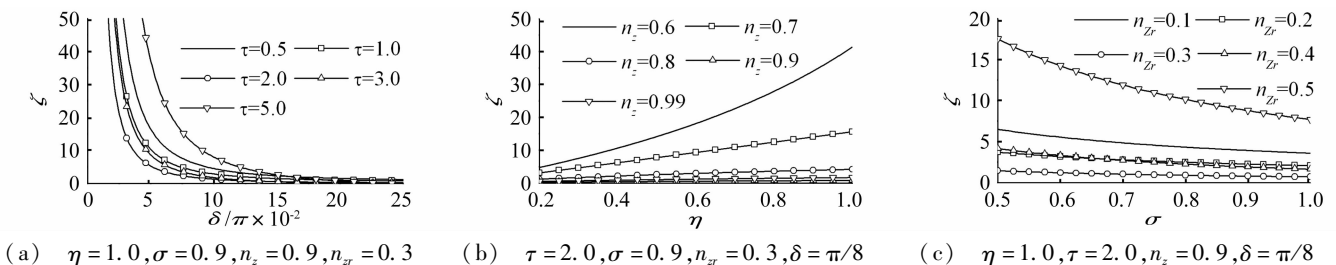 50
40
30
20
10
0
ζ
τ=0.5
τ=1.0
τ=2.0
τ=3.0
τ=5.0
0
5
10
15
20
25
δ/π×10⁻²
(a) η=1.0,σ=0.9,n_z=0.9,n_zr=0.3
50
40
30
20
10
0
ζ
n_z=0.6
n_z=0.7
n_z=0.8
n_z=0.9
n_z=0.99
0.2
0.4
0.6
0.8
1.0
η
(b) τ=2.0,σ=0.9,n_zr=0.3,δ=π/8
20
15
10
5
0
ζ
n_Zr=0.1
n_Zr=0.2
n_Zr=0.3
n_Zr=0.4
n_Zr=0.5
0.5
0.6
0.7
0.8
0.9
1.0
σ
(c) η=1.0,τ=2.0,n_z=0.9,δ=π/8